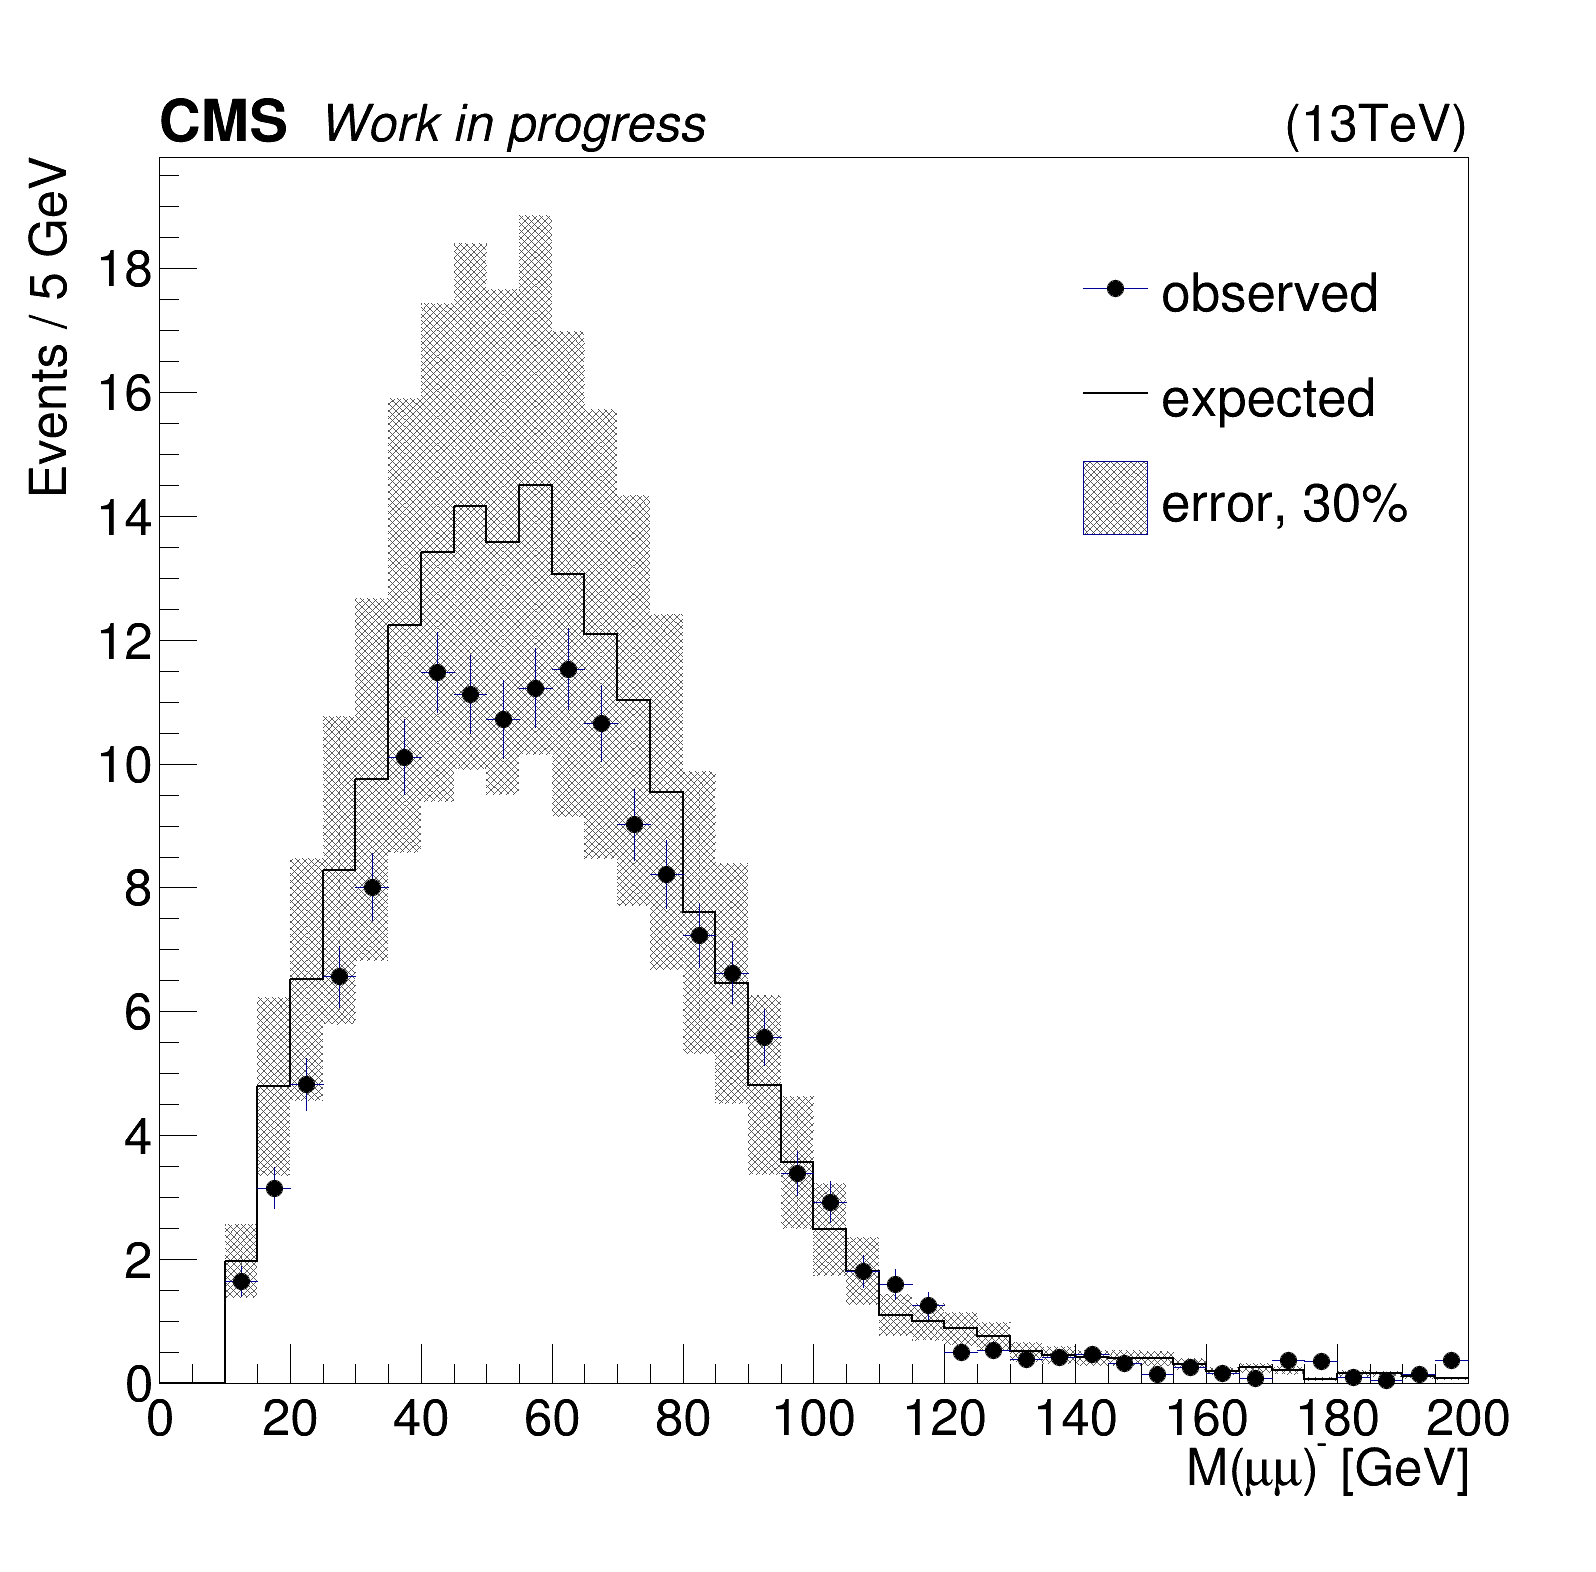 CMS Work in progress (13TeV)
Events / 5 GeV
18
16
14
12
10
8
6
4
2
0
observed
expected
error, 30%
0 20 40 60 80 100 120 140 160 180 200
M(μμ)⁻ [GeV]